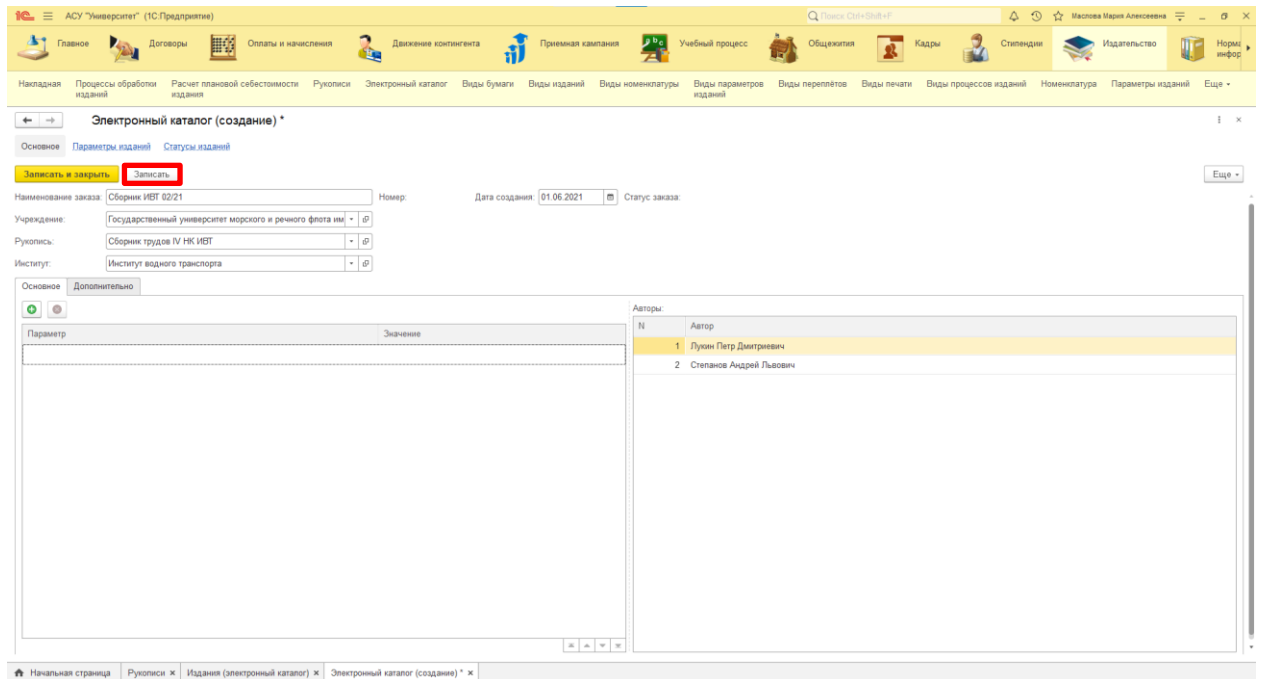 АСУ "Университет" (1С:Предприятие)
Поиск Ctrl+Shift+F
Маслова Мария Алексеевна
Главное
Договоры
Оплаты и начисления
Движение контингента
Приемная кампания
Учебный процесс
Общежития
Кадры
Стипендии
Издательство
Норма
инфор
Накладная
Процессы обработки
изданий
Расчет плановой себестоимости
издания
Рукописи
Электронный каталог
Виды бумаги
Виды изданий
Виды номенклатуры
Виды параметров
изданий
Виды переплётов
Виды печати
Виды процессов изданий
Номенклатура
Параметры изданий
Еще
Электронный каталог (создание) *
Основное Параметры изданий Статусы изданий
Записать и закрыть Записать Еще
Наименование заказа: Сборник ИВТ 02/21 Номер: Дата создания: 01.06.2021 Статус заказа:
Учреждение: Государственный университет морского и речного флота им
Рукопись: Сборник трудов IV НК ИВТ
Институт: Институт водного транспорта
Основное Дополнительно
Авторы:
Параметр Значение
N Автор
1 Лукин Петр Дмитриевич
2 Степанов Андрей Львович
Начальная страница Рукописи × Издания (электронный каталог) × Электронный каталог (создание) * ×